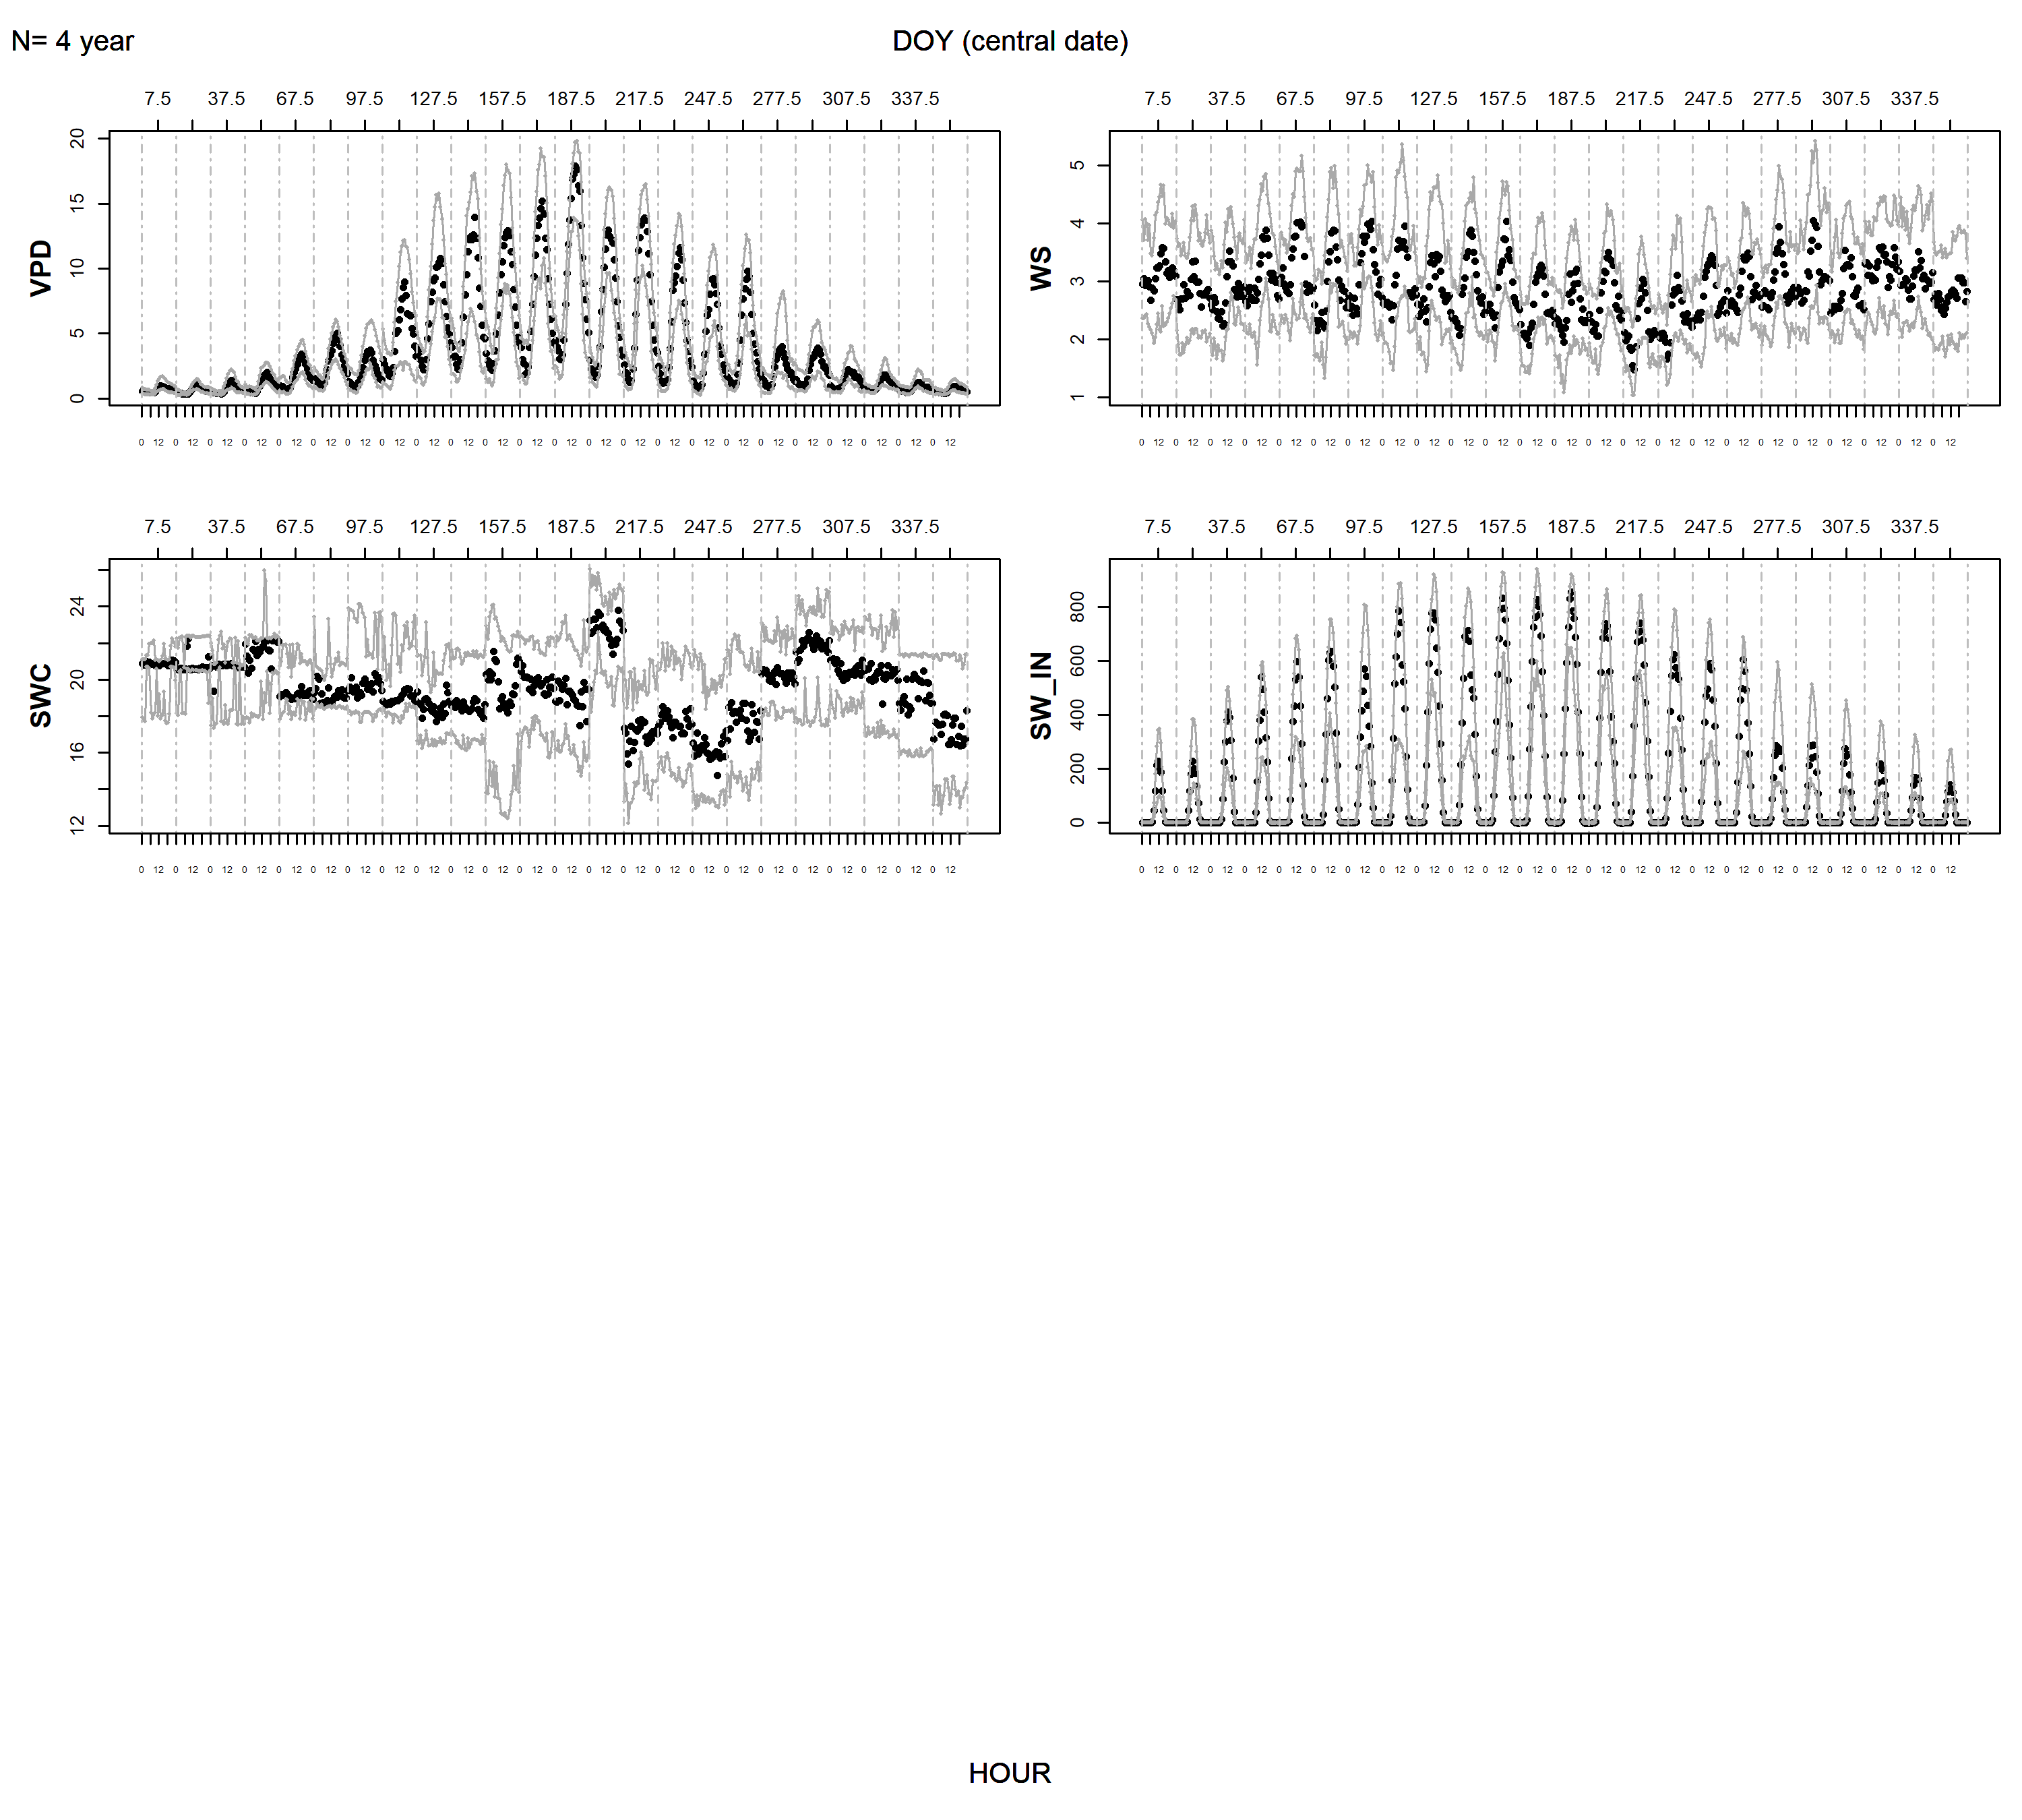 N= 4 year
DOY (central date)
7.5 37.5 67.5 97.5 127.5 157.5 187.5 217.5 247.5 277.5 307.5 337.5
VPD
0 5 10 15 20
0 12 0 12 0 12 0 12 0 12 0 12 0 12 0 12 0 12 0 12 0 12 0 12 0 12 0 12 0 12 0 12 0 12 0 12 0 12 0 12 0 12 0 12 0 12 0 12
7.5 37.5 67.5 97.5 127.5 157.5 187.5 217.5 247.5 277.5 307.5 337.5
WS
1 2 3 4 5
0 12 0 12 0 12 0 12 0 12 0 12 0 12 0 12 0 12 0 12 0 12 0 12 0 12 0 12 0 12 0 12 0 12 0 12 0 12 0 12 0 12 0 12 0 12 0 12
7.5 37.5 67.5 97.5 127.5 157.5 187.5 217.5 247.5 277.5 307.5 337.5
SWC
12 16 20 24
0 12 0 12 0 12 0 12 0 12 0 12 0 12 0 12 0 12 0 12 0 12 0 12 0 12 0 12 0 12 0 12 0 12 0 12 0 12 0 12 0 12 0 12 0 12 0 12
7.5 37.5 67.5 97.5 127.5 157.5 187.5 217.5 247.5 277.5 307.5 337.5
SW_IN
0 200 400 600 800
0 12 0 12 0 12 0 12 0 12 0 12 0 12 0 12 0 12 0 12 0 12 0 12 0 12 0 12 0 12 0 12 0 12 0 12 0 12 0 12 0 12 0 12 0 12 0 12
HOUR